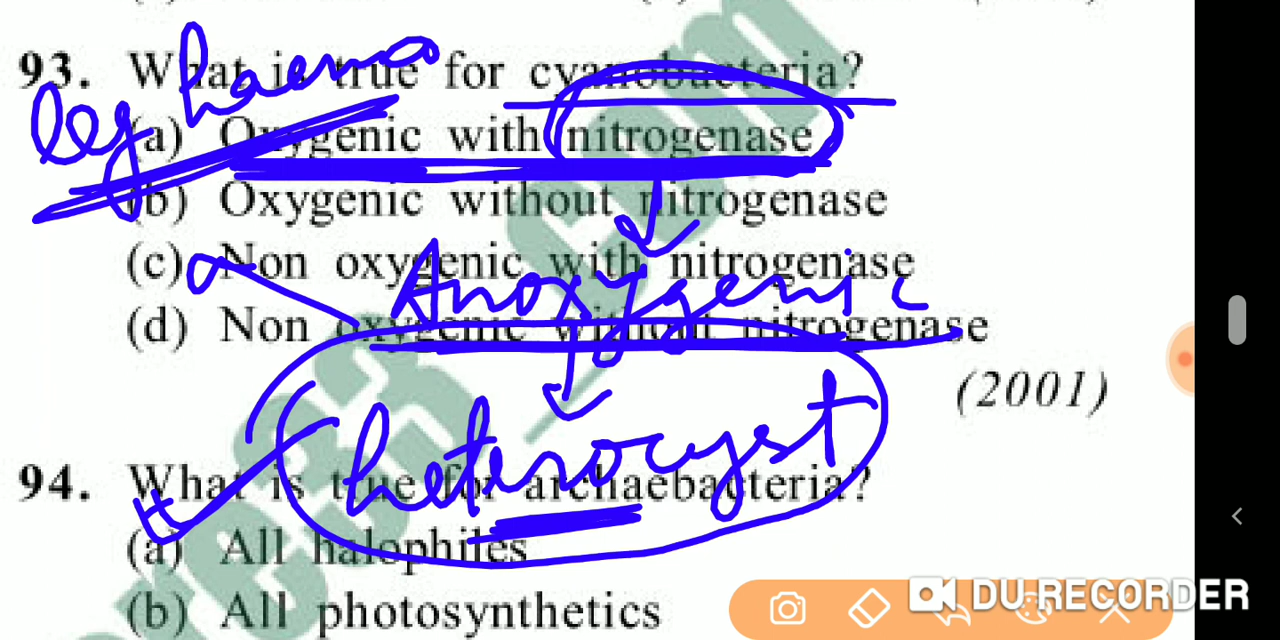 93. What is true for cyanobacteria?
leg haemo
(a) Oxygenic with nitrogenase
(b) Oxygenic without nitrogenase
(c) Non oxygenic with nitrogenase
Anoxygenic
(d) Non oxygenic without nitrogenase
(2001)
heterocyst
94. What is true for archaebacteria?
(a) All halophiles
(b) All photosynthetics
DU RECORDER